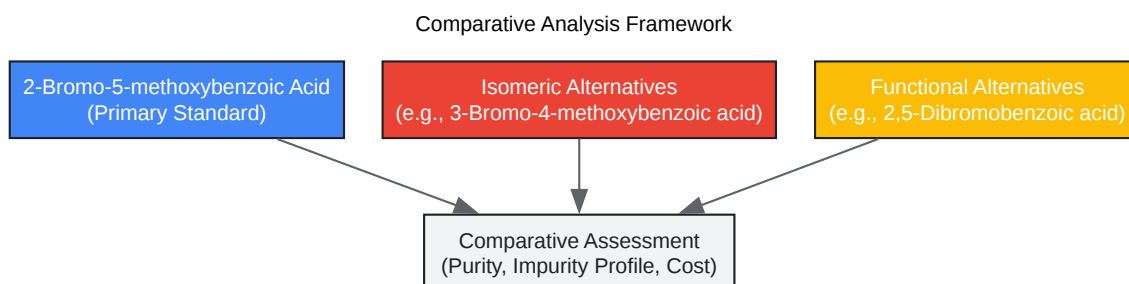 Comparative Analysis Framework
2-Bromo-5-methoxybenzoic Acid
(Primary Standard)
Isomeric Alternatives
(e.g., 3-Bromo-4-methoxybenzoic acid)
Functional Alternatives
(e.g., 2,5-Dibromobenzoic acid)
Comparative Assessment
(Purity, Impurity Profile, Cost)